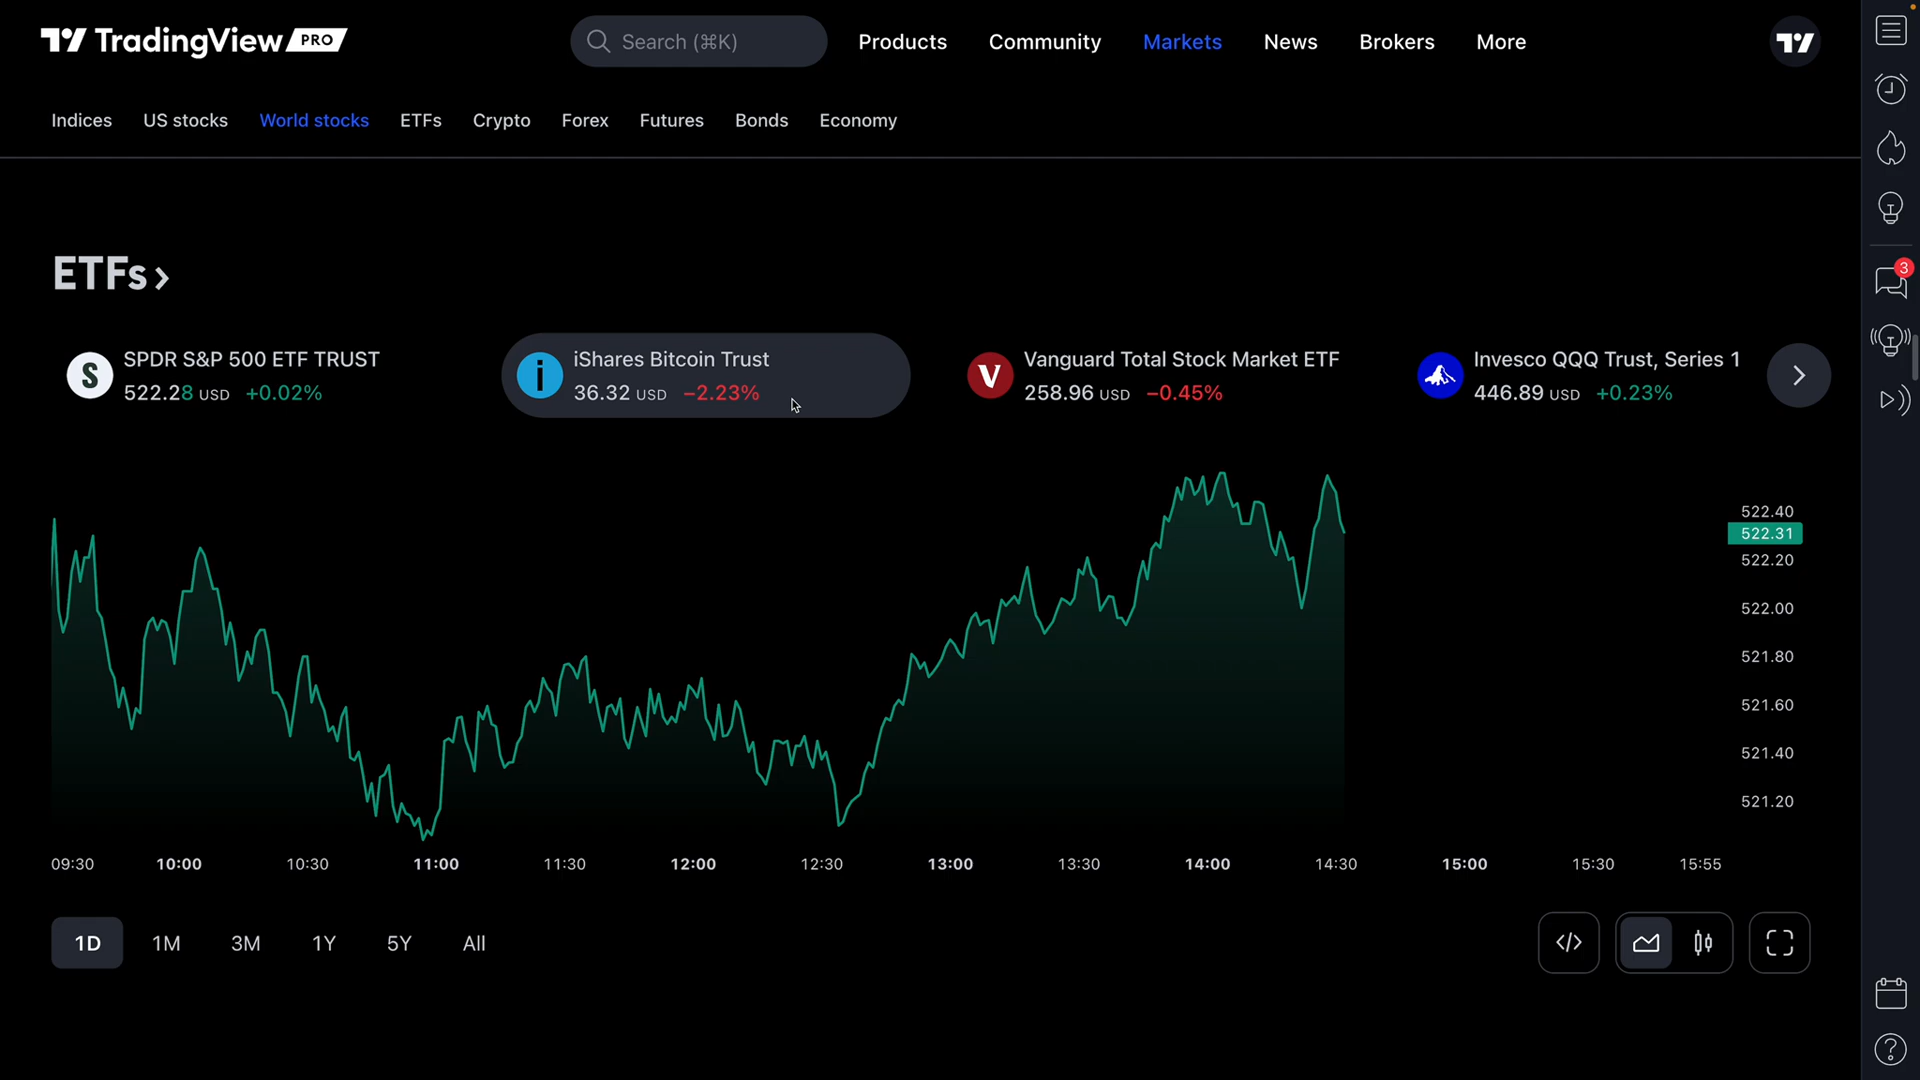 TradingView PRO
Search (⌘K)
Products Community Markets News Brokers More
Indices US stocks World stocks ETFs Crypto Forex Futures Bonds Economy
3
ETFs
S
SPDR S&P 500 ETF TRUST
522.28 USD +0.02%
i
iShares Bitcoin Trust
36.32 USD −2.23%
V
Vanguard Total Stock Market ETF
258.96 USD −0.45%
Invesco QQQ Trust, Series 1
446.89 USD +0.23%
522.40
522.31
522.20
522.00
521.80
521.60
521.40
521.20
09:30 10:00 10:30 11:00 11:30 12:00 12:30 13:00 13:30 14:00 14:30 15:00 15:30 15:55
1D 1M 3M 1Y 5Y All